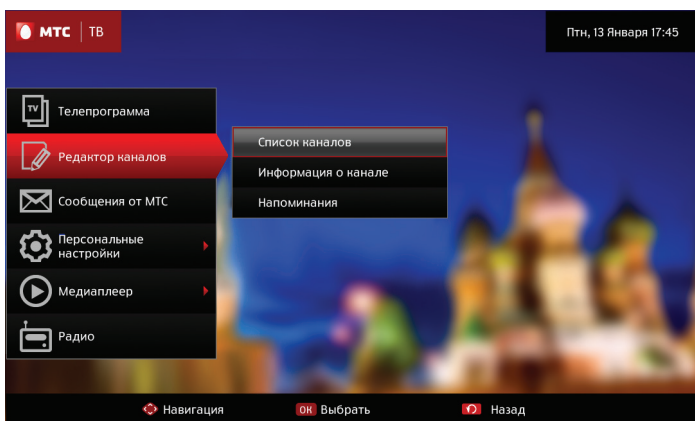 МТС ТВ
Птн, 13 Января 17:45
TV
Телепрограмма
Редактор каналов
Сообщения от МТС
Персональные
настройки
Медиаплеер
Радио
Список каналов
Информация о канале
Напоминания
Навигация
ОК Выбрать
Назад